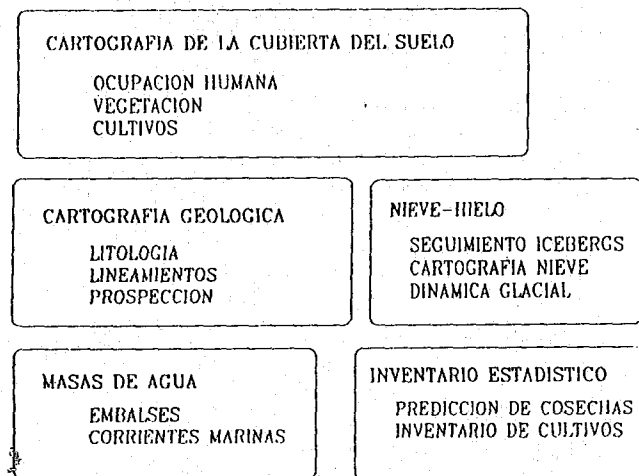 CARTOGRAFIA DE LA CUBIERTA DEL SUELO
OCUPACION HUMANA
VEGETACION
CULTIVOS
CARTOGRAFIA GEOLOGICA
LITOLOGIA
LINEAMIENTOS
PROSPECCION
NIEVE-HIELO
SEGUIMIENTO ICEBERGS
CARTOGRAFIA NIEVE
DINAMICA GLACIAL
MASAS DE AGUA
EMBALSES
CORRIENTES MARINAS
INVENTARIO ESTADISTICO
PREDICCION DE COSECHAS
INVENTARIO DE CULTIVOS